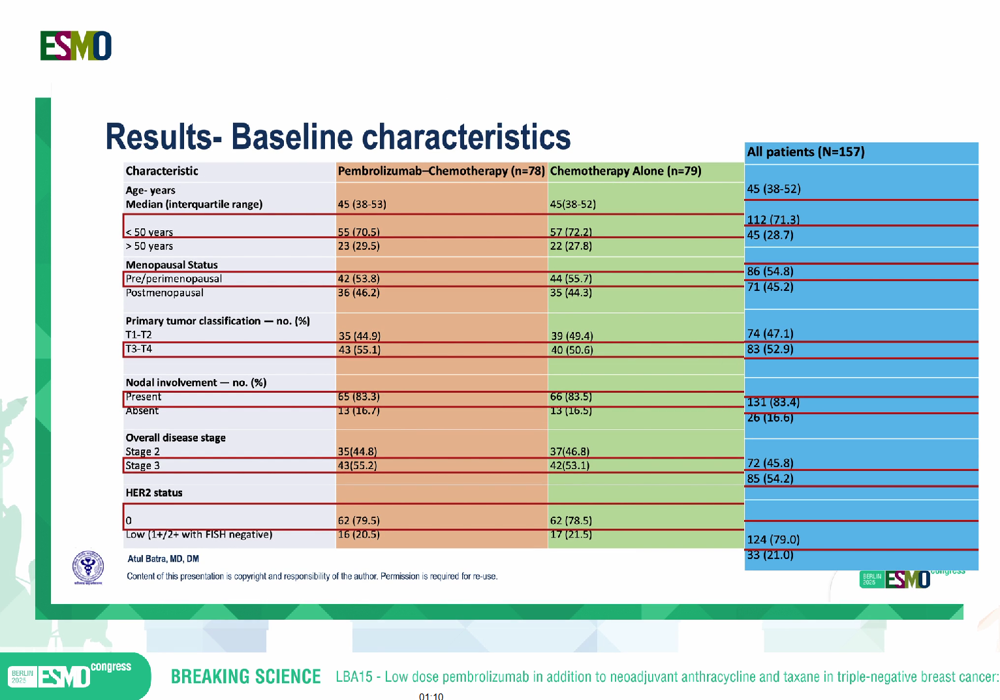 ESMO
Results- Baseline characteristics
All patients (N=157)
Characteristic Pembrolizumab–Chemotherapy (n=78) Chemotherapy Alone (n=79)
Age- years
Median (interquartile range) 45 (38-53) 45(38-52) 45 (38-52)
< 50 years 55 (70.5) 57 (72.2) 112 (71.3)
> 50 years 23 (29.5) 22 (27.8) 45 (28.7)
Menopausal Status
Pre/perimenopausal 42 (53.8) 44 (55.7) 86 (54.8)
Postmenopausal 36 (46.2) 35 (44.3) 71 (45.2)
Primary tumor classification — no. (%)
T1-T2 35 (44.9) 39 (49.4) 74 (47.1)
T3-T4 43 (55.1) 40 (50.6) 83 (52.9)
Nodal involvement — no. (%)
Present 65 (83.3) 66 (83.5) 131 (83.4)
Absent 13 (16.7) 13 (16.5) 26 (16.6)
Overall disease stage
Stage 2 35(44.8) 37(46.8) 72 (45.8)
Stage 3 43(55.2) 42(53.1) 85 (54.2)
HER2 status
0 62 (79.5) 62 (78.5) 124 (79.0)
Low (1+/2+ with FISH negative) 16 (20.5) 17 (21.5) 33 (21.0)
Atul Batra, MD, DM
Content of this presentation is copyright and responsibility of the author. Permission is required for re-use.
BERLIN 2025 ESMO congress
BERLIN 2025 ESMO congress
BREAKING SCIENCE LBA15 - Low dose pembrolizumab in addition to neoadjuvant anthracycline and taxane in triple-negative breast cancer:
01:10